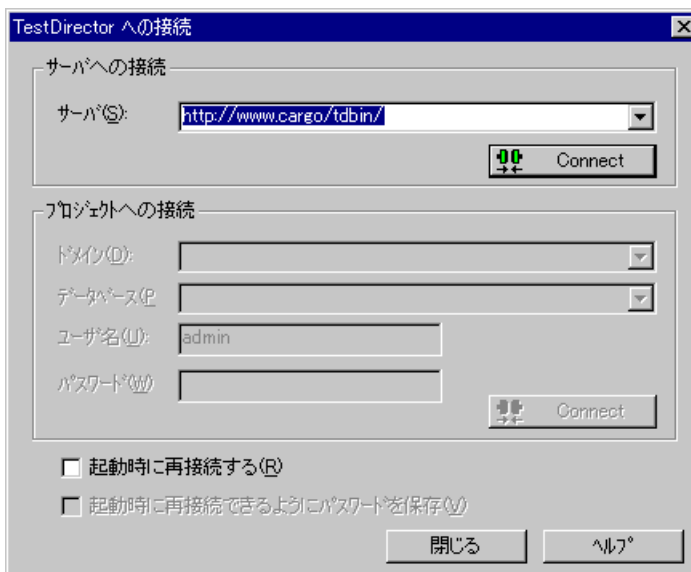 TestDirector への接続
サーバへの接続
サーバ(S):
http://www.cargo/tdbin/
Connect
プロジェクトへの接続
ドメイン(D):
データベース(P
ユーザ名(U):
admin
パスワード(W)
Connect
起動時に再接続する(R)
起動時に再接続できるようにパスワードを保存(V)
閉じる
ヘルプ